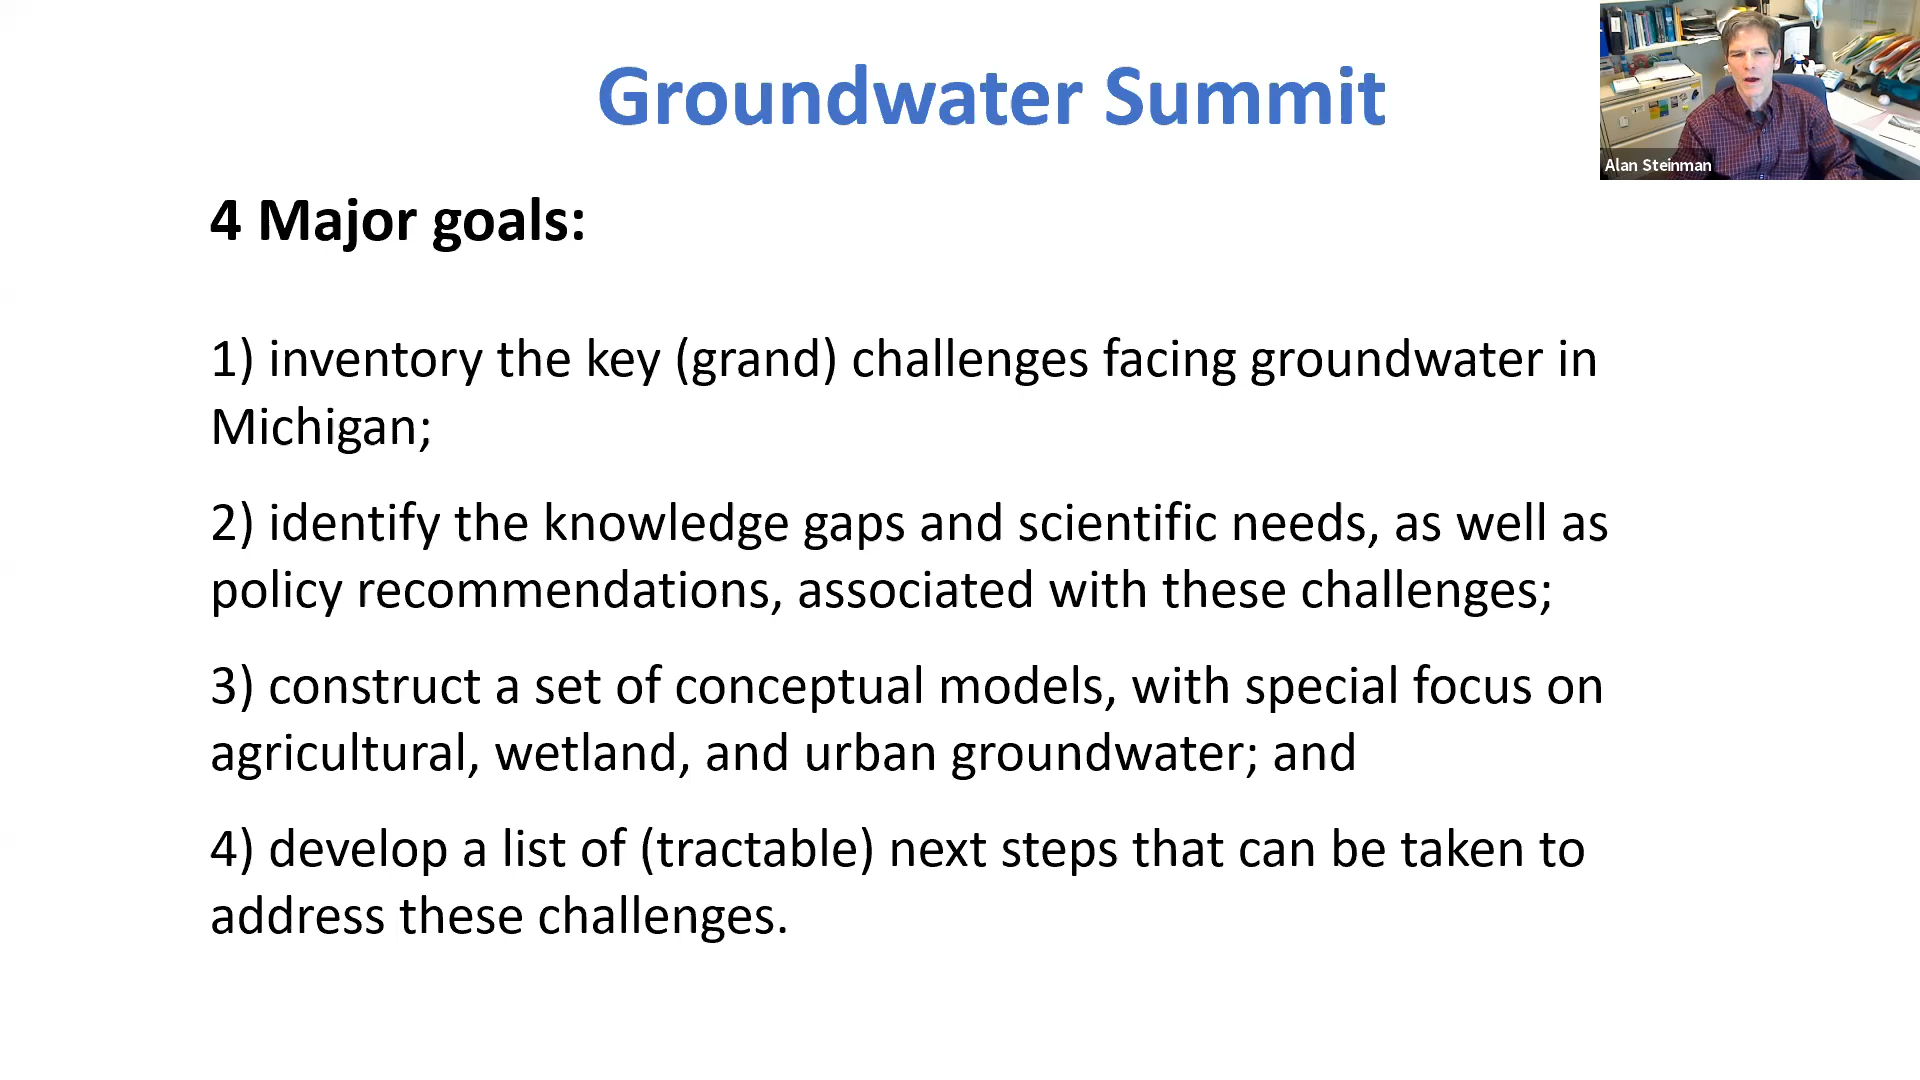 Groundwater Summit
Alan Steinman
4 Major goals:
1) inventory the key (grand) challenges facing groundwater in
Michigan;
2) identify the knowledge gaps and scientific needs, as well as
policy recommendations, associated with these challenges;
3) construct a set of conceptual models, with special focus on
agricultural, wetland, and urban groundwater; and
4) develop a list of (tractable) next steps that can be taken to
address these challenges.